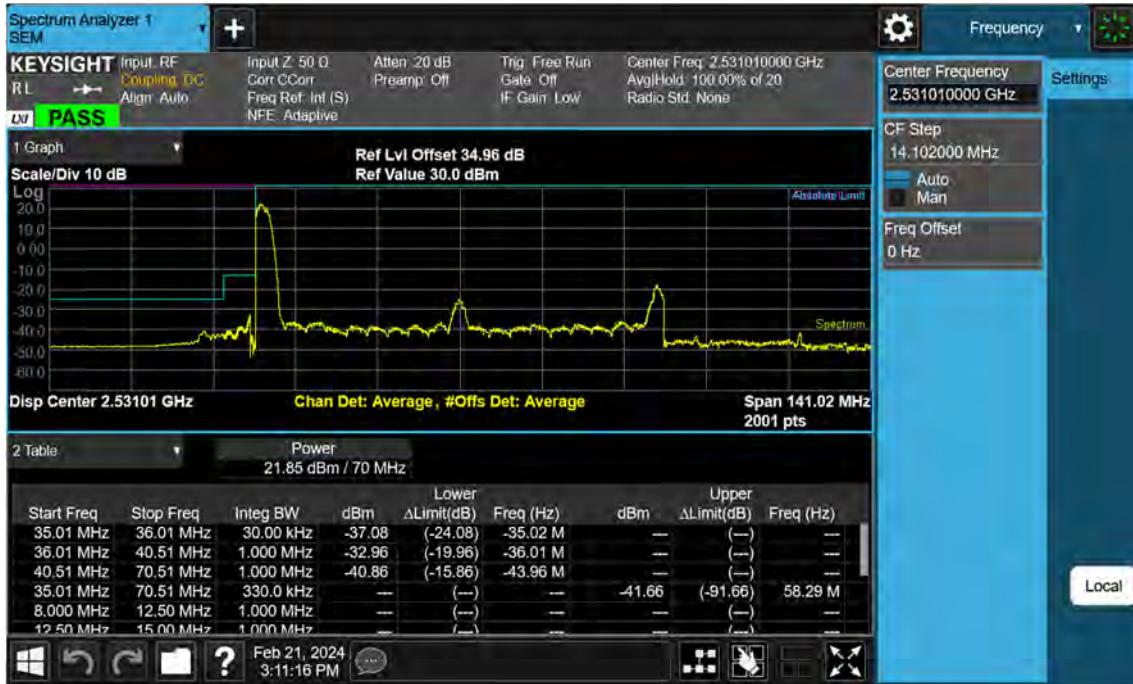 Spectrum Analyzer 1
SEM
Frequency
KEYSIGHT Input: RF
Coupling: DC
Align: Auto
RL
LXI PASS
Input Z: 50 Ω
Corr CCorr
Freq Ref: Int (S)
NFE: Adaptive
Atten: 20 dB
Preamp: Off
Trig: Free Run
Gate: Off
IF Gain: Low
Center Freq: 2.531010000 GHz
Avg|Hold: 100.00% of 20
Radio Std: None
Center Frequency
2.531010000 GHz
Settings
CF Step
14.102000 MHz
Auto
Man
Freq Offset
0 Hz
Local
1 Graph
Scale/Div 10 dB
Ref Lvl Offset 34.96 dB
Ref Value 30.0 dBm
Log
Absolute Limit
20.0
10.0
0.00
-10.0
-20.0
-30.0
-40.0
-50.0
-60.0
Spectrum
Disp Center 2.53101 GHz
Chan Det: Average, #Offs Det: Average
Span 141.02 MHz
2001 pts
2 Table
Power
21.85 dBm / 70 MHz
Lower Upper
Start Freq Stop Freq Integ BW dBm ΔLimit(dB) Freq (Hz) dBm ΔLimit(dB) Freq (Hz)
35.01 MHz 36.01 MHz 30.00 kHz -37.08 (-24.08) -35.02 M --- (---) ---
36.01 MHz 40.51 MHz 1.000 MHz -32.96 (-19.96) -36.01 M --- (---) ---
40.51 MHz 70.51 MHz 1.000 MHz -40.86 (-15.86) -43.96 M --- (---) ---
35.01 MHz 70.51 MHz 330.0 kHz --- (---) --- -41.66 (-91.66) 58.29 M
8.000 MHz 12.50 MHz 1.000 MHz --- (---) --- --- (---) ---
12.50 MHz 15.00 MHz 1.000 MHz --- (---) --- --- (---) ---
? Feb 21, 2024
3:11:16 PM